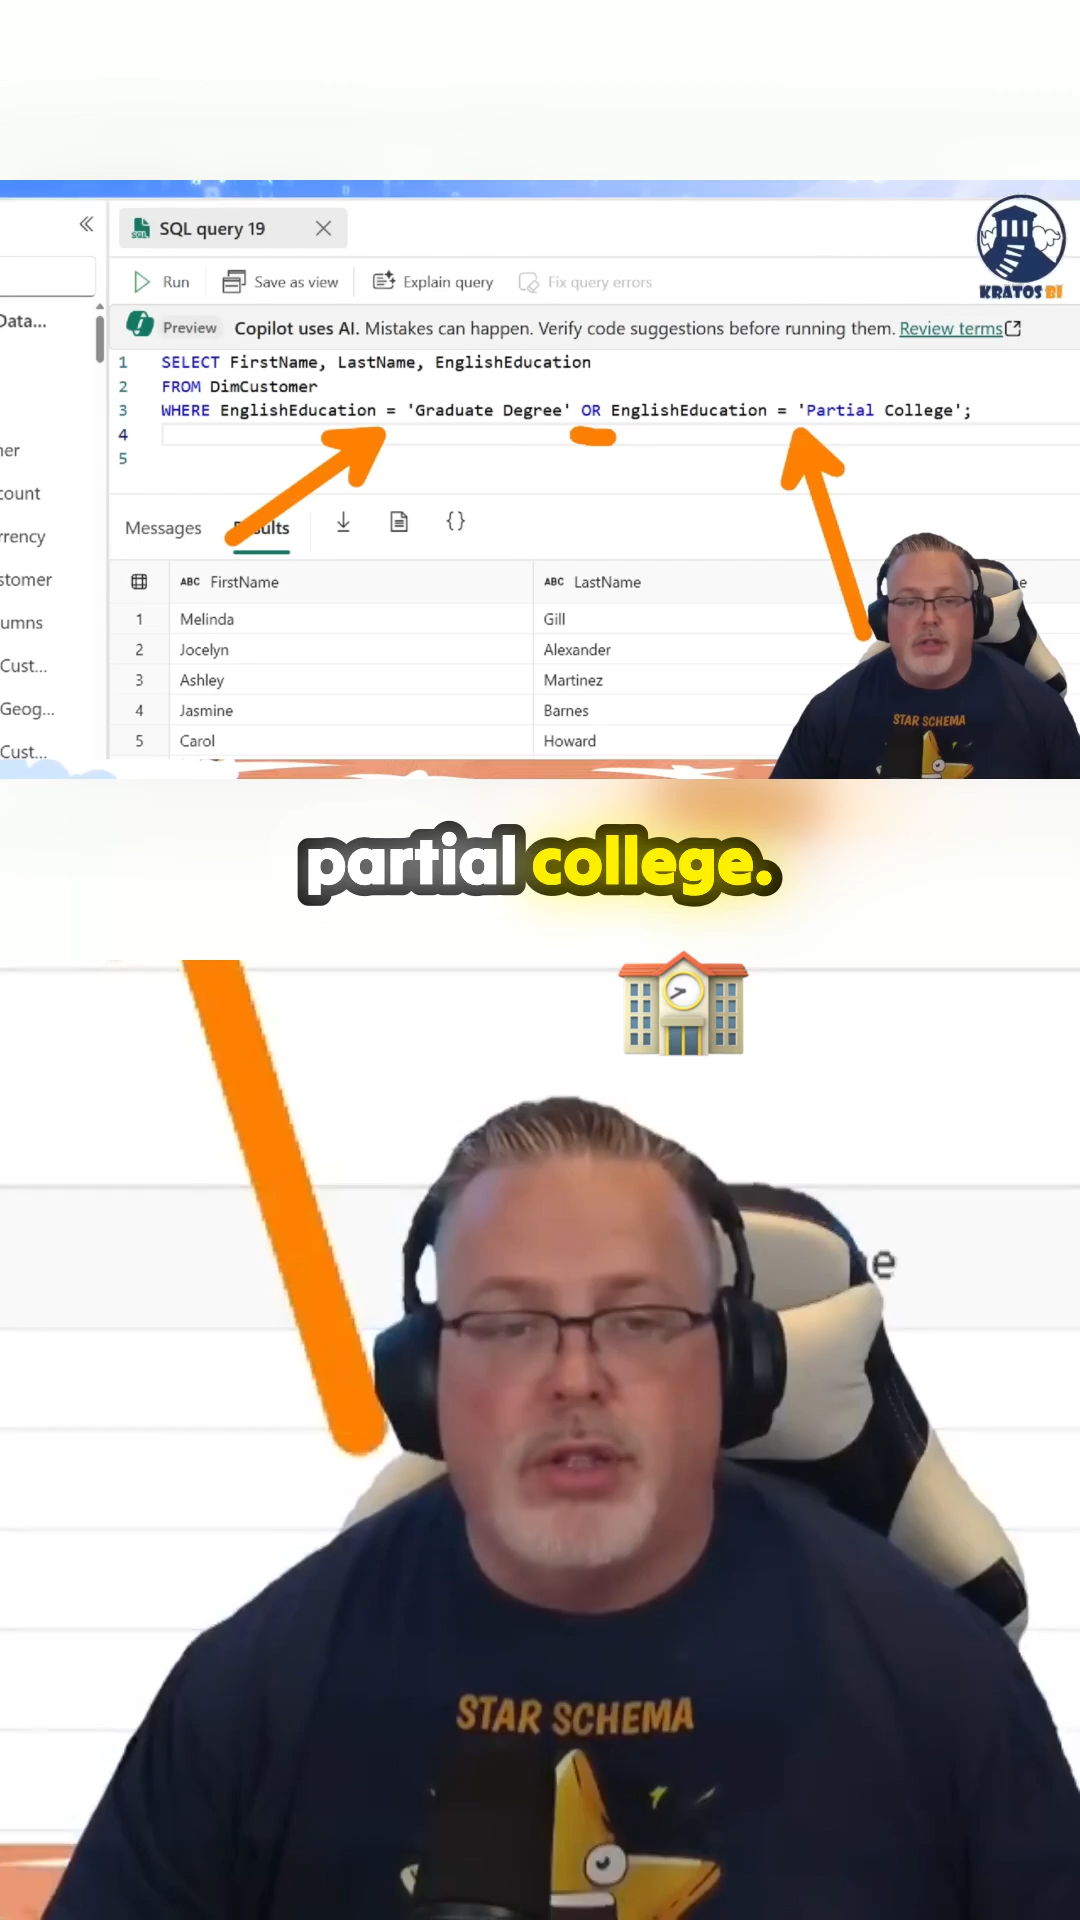 SQL query 19
Run
Save as view
Explain query
Fix query errors
KRATOS BI
Data...
Preview
Copilot uses AI. Mistakes can happen. Verify code suggestions before running them. Review terms
1 SELECT FirstName, LastName, EnglishEducation
2 FROM DimCustomer
3 WHERE EnglishEducation = 'Graduate Degree' OR EnglishEducation = 'Partial College';
4
5
ner
count
rrency
stomer
umns
Cust...
Geog...
Cust...
Messages
ults
ABC FirstName
ABC LastName
e
1 Melinda Gill
2 Jocelyn Alexander
3 Ashley Martinez
4 Jasmine Barnes
5 Carol Howard
STAR SCHEMA
partial college.
e
STAR SCHEMA